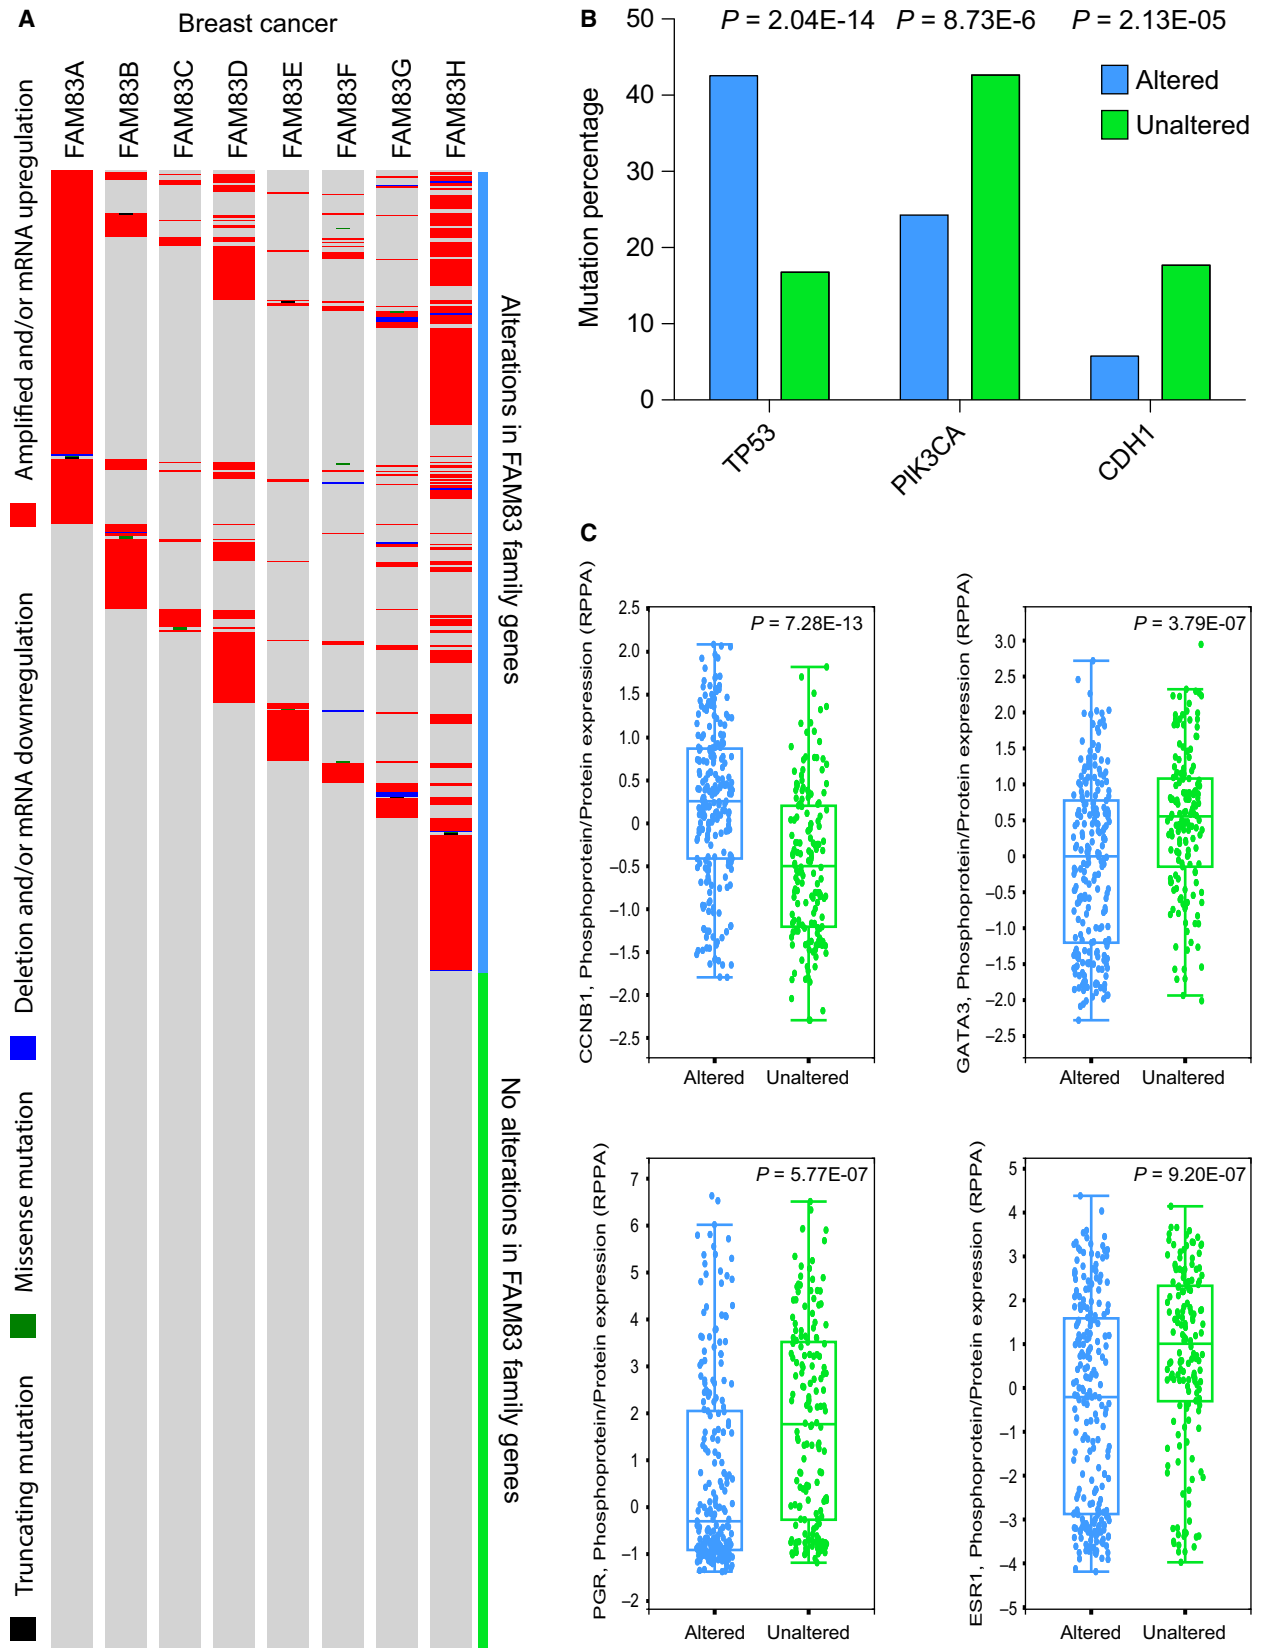 A
Breast cancer
FAM83A
FAM83B
FAM83C
FAM83D
FAM83E
FAM83F
FAM83G
FAM83H
Amplified and/or mRNA upregulation
Deletion and/or mRNA downregulation
Missense mutation
Truncating mutation
Alterations in FAM83 family genes
No alterations in FAM83 family genes
B
P = 2.04E-14
P = 8.73E-6
P = 2.13E-05
Altered
Unaltered
Mutation percentage
50
40
30
20
10
0
TP53
PIK3CA
CDH1
C
CCNB1, Phosphoprotein/Protein expression (RPPA)
P = 7.28E-13
2.5
2.0
1.5
1.0
0.5
0
−0.5
−1.0
−1.5
−2.0
−2.5
Altered
Unaltered
GATA3, Phosphoprotein/Protein expression (RPPA)
P = 3.79E-07
3.0
2.5
2.0
1.5
1.0
0.5
0
−0.5
−1.0
−1.5
−2.0
−2.5
Altered
Unaltered
PGR, Phosphoprotein/Protein expression (RPPA)
P = 5.77E-07
7
6
5
4
3
2
1
0
−1
−2
Altered
Unaltered
ESR1, Phosphoprotein/Protein expression (RPPA)
P = 9.20E-07
5
4
3
2
1
0
−1
−2
−3
−4
−5
Altered
Unaltered